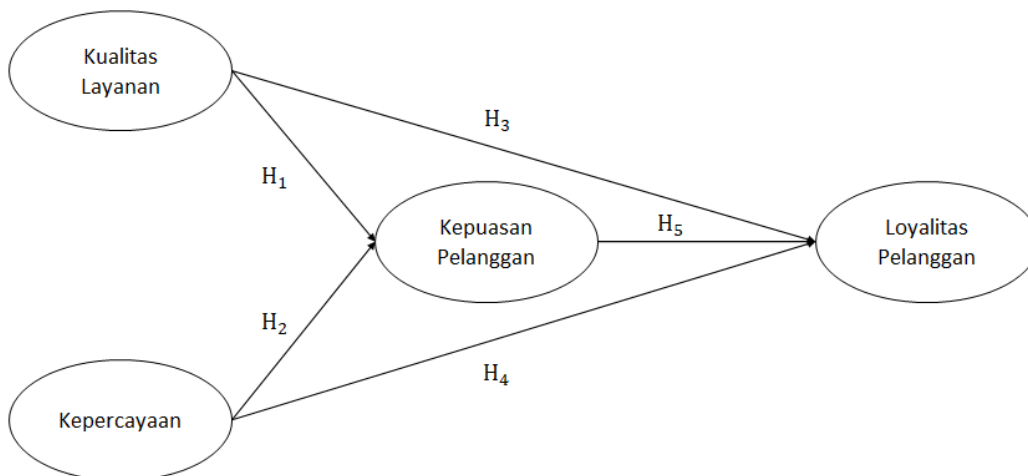 Kualitas
Layanan
H₃
H₁
Kepuasan
Pelanggan
H₅
Loyalitas
Pelanggan
H₂
H₄
Kepercayaan